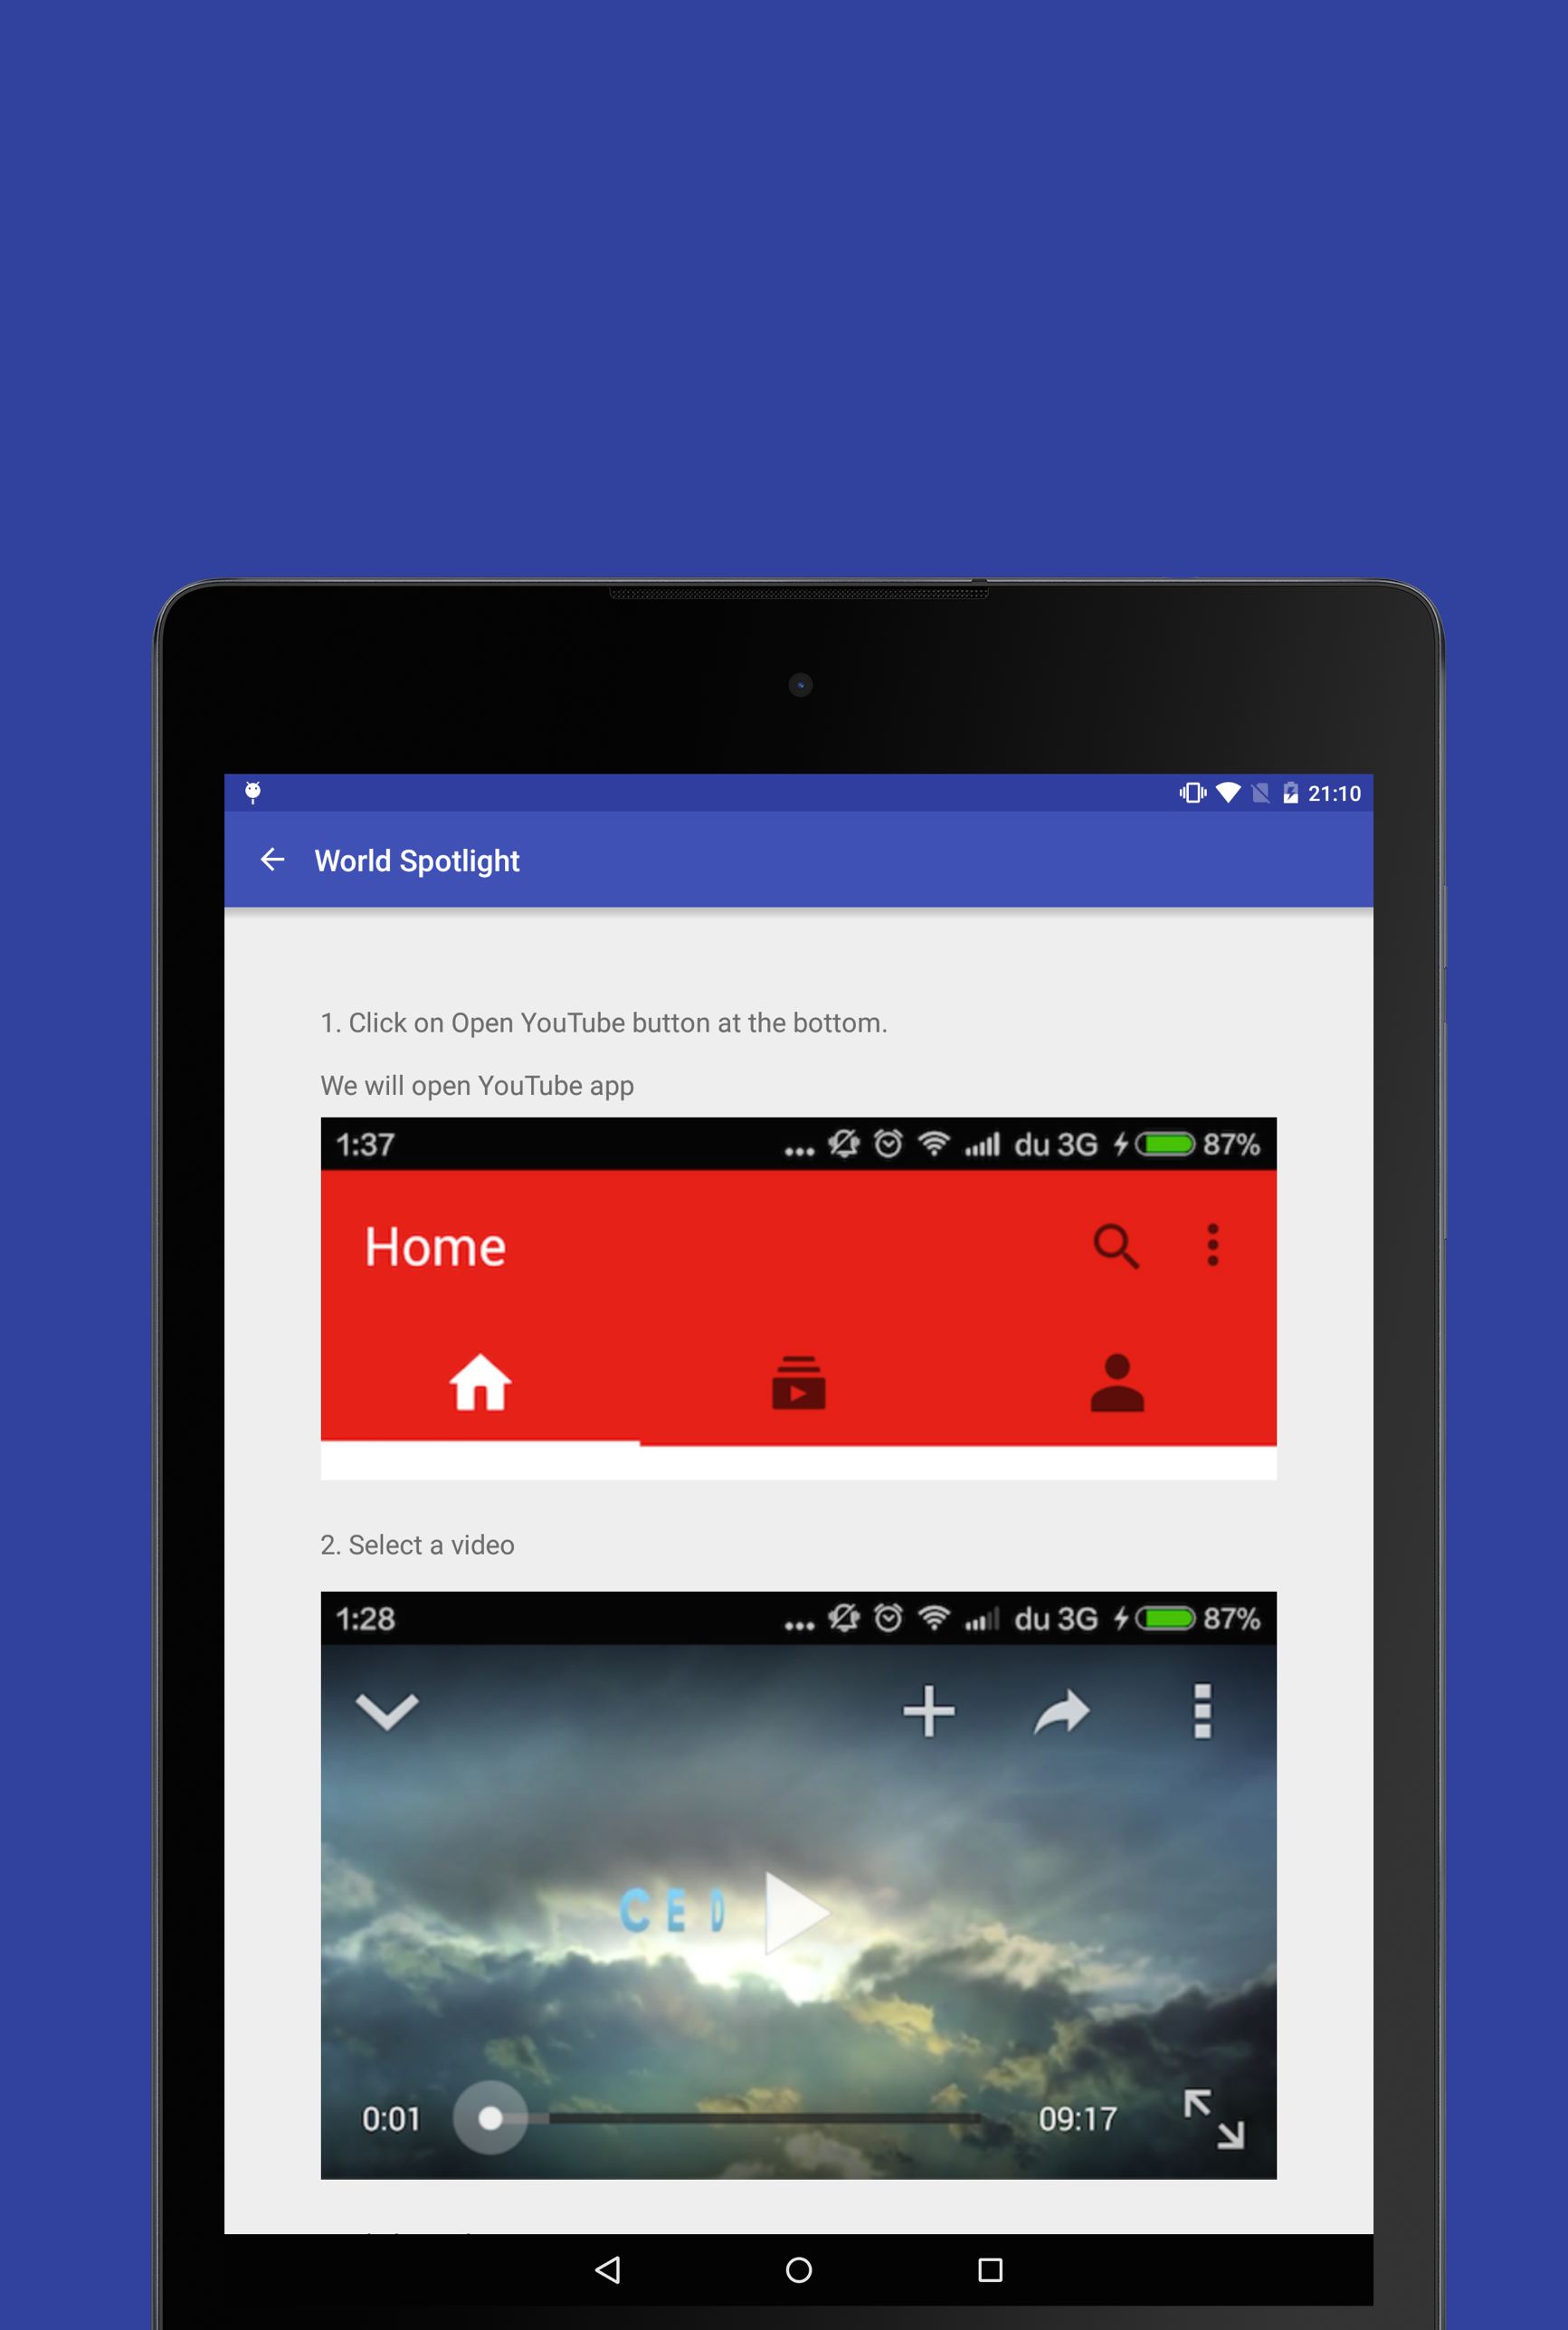 21:10
World Spotlight
1. Click on Open YouTube button at the bottom.
We will open YouTube app
1:37 ... du 3G 87%
Home
2. Select a video
1:28 ... du 3G 87%
C E D
0:01 09:17